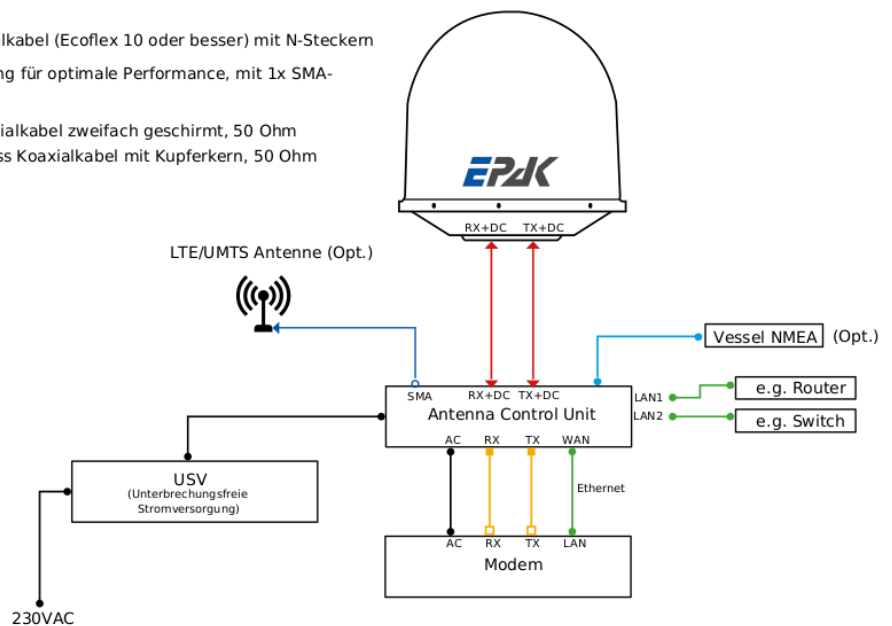 lkabel (Ecoflex 10 oder besser) mit N-Steckern
ng für optimale Performance, mit 1x SMA-
ialkabel zweifach geschirmt, 50 Ohm
ss Koaxialkabel mit Kupferkern, 50 Ohm
EPAK
RX+DC TX+DC
LTE/UMTS Antenne (Opt.)
Vessel NMEA (Opt.)
SMA RX+DC TX+DC
Antenna Control Unit
AC RX TX WAN
LAN1 e.g. Router
LAN2 e.g. Switch
USV
(Unterbrechungsfreie
Stromversorgung)
Ethernet
AC RX TX LAN
Modem
230VAC